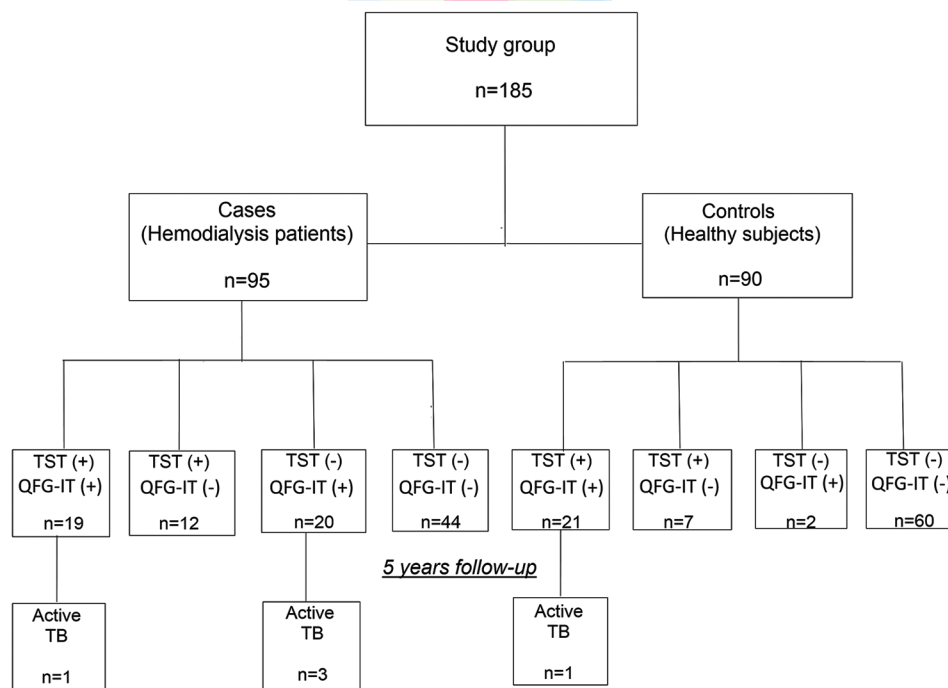 Study group
n=185
Cases
(Hemodialysis patients)
n=95
Controls
(Healthy subjects)
n=90
TST (+)
QFG-IT (+)
n=19
TST (+)
QFG-IT (-)
n=12
TST (-)
QFG-IT (+)
n=20
TST (-)
QFG-IT (-)
n=44
TST (+)
QFG-IT (+)
n=21
TST (+)
QFG-IT (-)
n=7
TST (-)
QFG-IT (+)
n=2
TST (-)
QFG-IT (-)
n=60
5 years follow-up
Active
TB
n=1
Active
TB
n=3
Active
TB
n=1